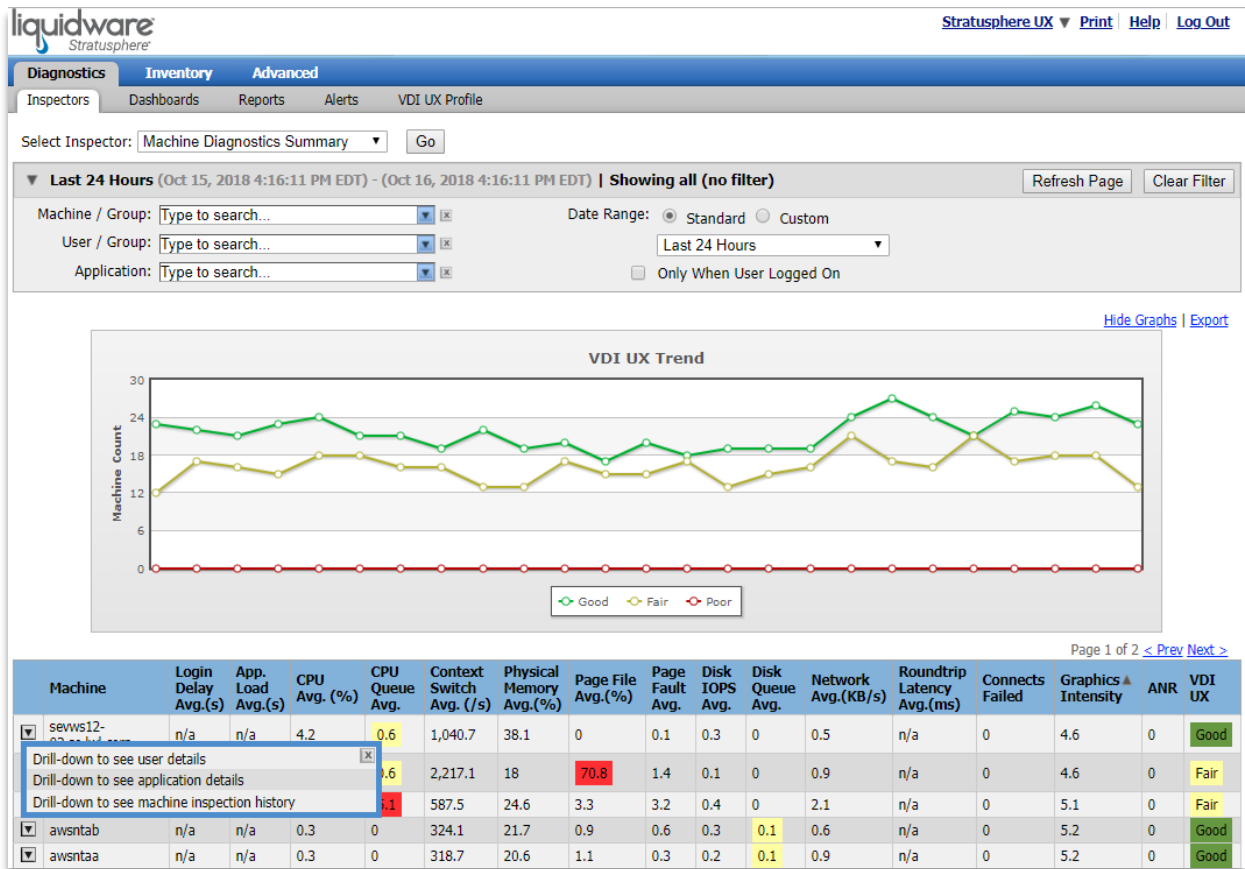 liquidware
Stratusphere
Stratusphere UX ▼ Print | Help | Log Out
Diagnostics Inventory Advanced
Inspectors Dashboards Reports Alerts VDI UX Profile
Select Inspector: Machine Diagnostics Summary ▼ Go
▼ Last 24 Hours (Oct 15, 2018 4:16:11 PM EDT) - (Oct 16, 2018 4:16:11 PM EDT) | Showing all (no filter) Refresh Page Clear Filter
Machine / Group: Type to search... Date Range: Standard Custom
User / Group: Type to search... Last 24 Hours ▼
Application: Type to search... Only When User Logged On
Hide Graphs | Export
VDI UX Trend
30
24
18
12
6
0
Machine Count
Good Fair Poor
Page 1 of 2 < Prev Next >
Machine Login Delay Avg.(s) App. Load Avg.(s) CPU Avg. (%) CPU Queue Avg. Context Switch Avg. (/s) Physical Memory Avg.(%) Page File Avg.(%) Page Fault Avg. Disk IOPS Avg. Disk Queue Avg. Network Avg.(KB/s) Roundtrip Latency Avg.(ms) Connects Failed Graphics▲ Intensity ANR VDI UX
sevws12- n/a n/a 4.2 0.6 1,040.7 38.1 0 0.1 0.3 0 0.5 n/a 0 4.6 0 Good
Drill-down to see user details x
Drill-down to see application details
Drill-down to see machine inspection history
2,217.1 18 70.8 1.4 0.1 0 0.9 n/a 0 4.6 0 Fair
587.5 24.6 3.3 3.2 0.4 0 2.1 n/a 0 5.1 0 Fair
awsntab n/a n/a 0.3 0 324.1 21.7 0.9 0.6 0.3 0.1 0.6 n/a 0 5.2 0 Good
awsntaa n/a n/a 0.3 0 318.7 20.6 1.1 0.3 0.2 0.1 0.9 n/a 0 5.2 0 Good